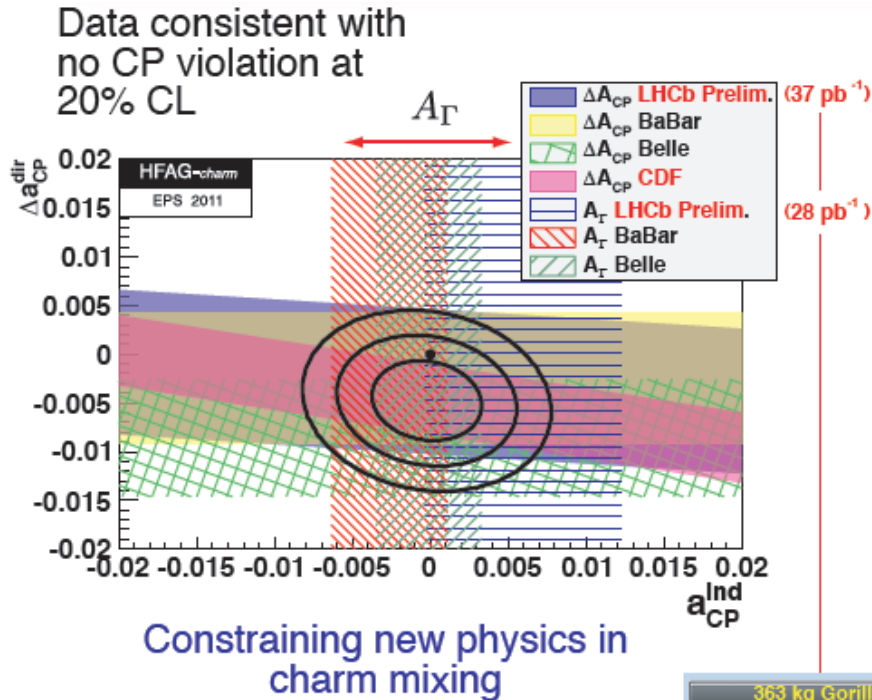 Data consistent with
no CP violation at
20% CL
A_Γ
ΔA_CP LHCb Prelim. (37 pb⁻¹)
ΔA_CP BaBar
ΔA_CP Belle
ΔA_CP CDF
A_Γ LHCb Prelim. (28 pb⁻¹)
A_Γ BaBar
A_Γ Belle
HFAG-charm
EPS 2011
Δa_CP^dir
0.02
0.015
0.01
0.005
0
-0.005
-0.01
-0.015
-0.02
-0.02 -0.015 -0.01 -0.005 0 0.005 0.01 0.015 0.02
a_CP^ind
Constraining new physics in
charm mixing
363 kg Gorill